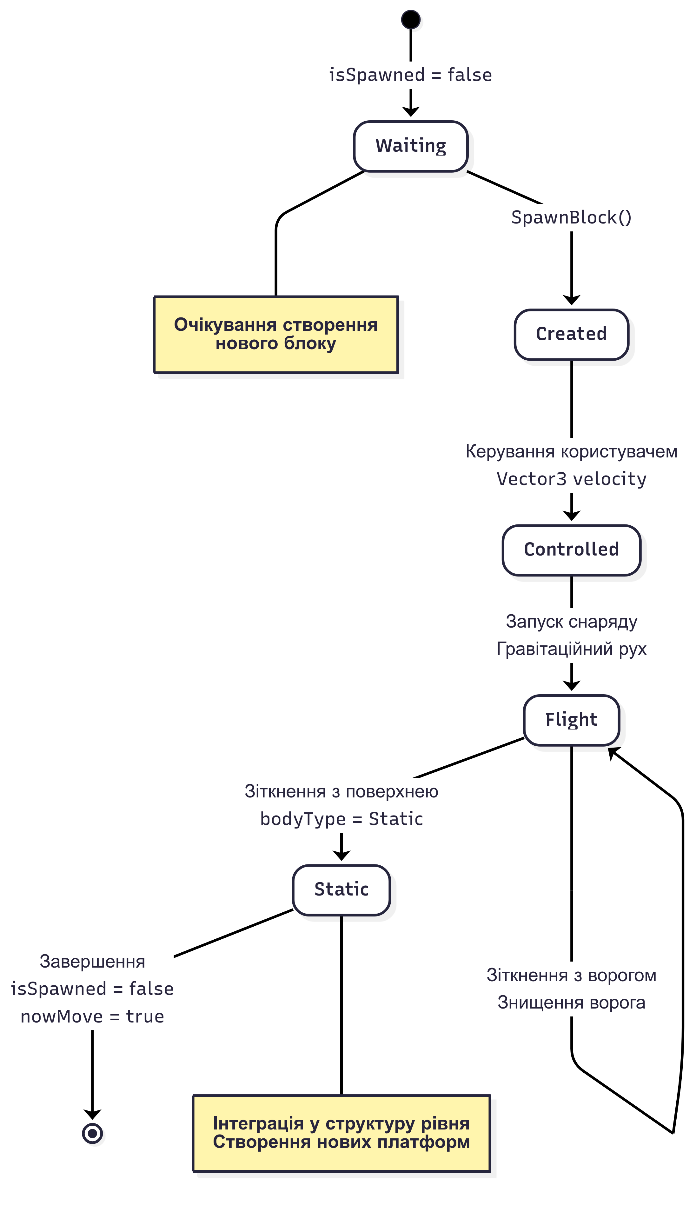 isSpawned = false
Waiting
SpawnBlock()
Очікування створення
нового блоку
Created
Керування користувачем
Vector3 velocity
Controlled
Запуск снаряду
Гравітаційний рух
Flight
Зіткнення з поверхнею
bodyType = Static
Static
Завершення
isSpawned = false
nowMove = true
Зіткнення з ворогом
Знищення ворога
Інтеграція у структуру рівня
Створення нових платформ